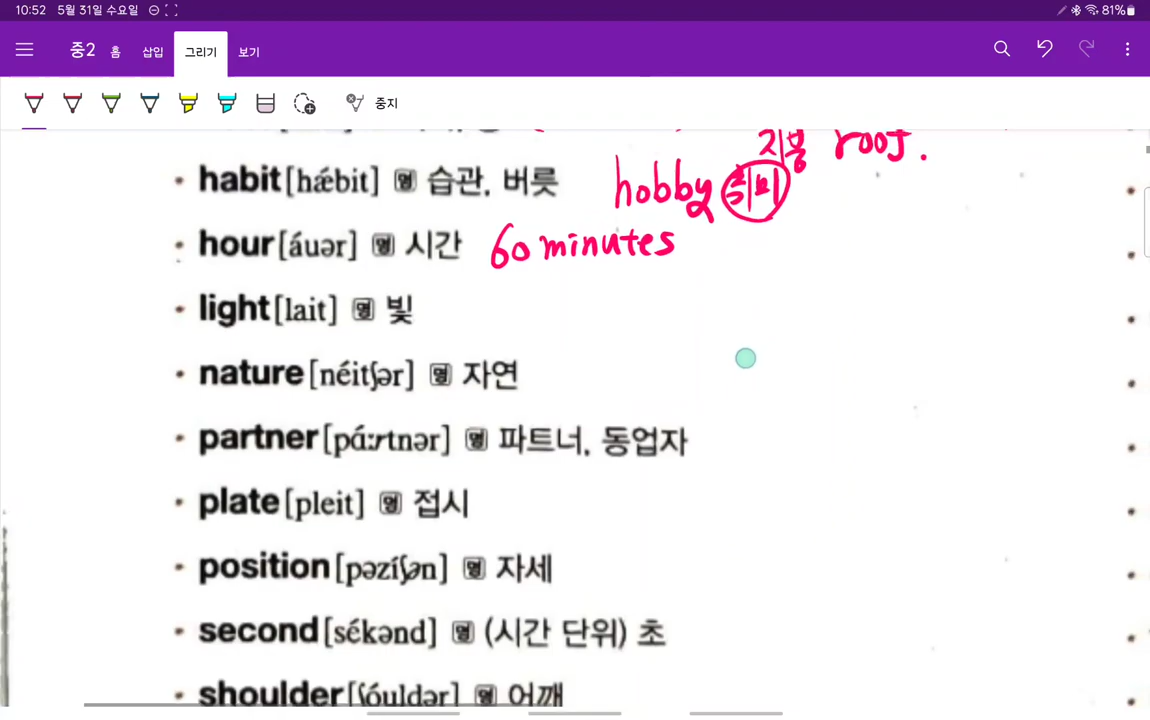 10:52 5월 31일 수요일 81%
중2 홈 삽입 그리기 보기
중지
지붕 roof.
habit[hǽbit] 명 습관, 버릇 hobby 취미
hour[áuər] 명 시간 60 minutes
light[lait] 명 빛
nature[néitʃər] 명 자연
partner[pá:rtnər] 명 파트너, 동업자
plate[pleit] 명 접시
position[pəzíʃən] 명 자세
second[sékənd] 명 (시간 단위) 초
shoulder[ʃóuldər] 명 어깨